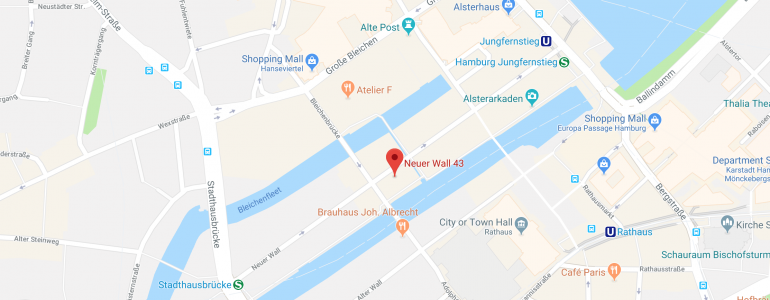 Neustädter Str.
Alsterhaus
Alte Post
Breiter Gang
Kornträgergang
Jungfernstieg
U
Große Bleichen
Shopping Mall
Hanseviertel
Hamburg Jungfernstieg
S
Alstertor
Ballindamm
Atelier F
Alsterarkaden
Thalia Thea
Bleichenbrücke
Wexstraße
Shopping Mall
Europa Passage Hamburg
Neuer Wall 43
Department S
Karstadt Ham
Mönckebergs
Stadthausbrücke
Bleichenfleet
Rathausmarkt
Bergstraße
Brauhaus Joh. Albrecht
City or Town Hall
Rathaus
U
Rathaus
Kirche S
Alter Steinweg
Schauraum Bischofsturm
Neuer Wall
Café Paris
Rathausstraße
Stadthausbrücke
S
Alter Wall